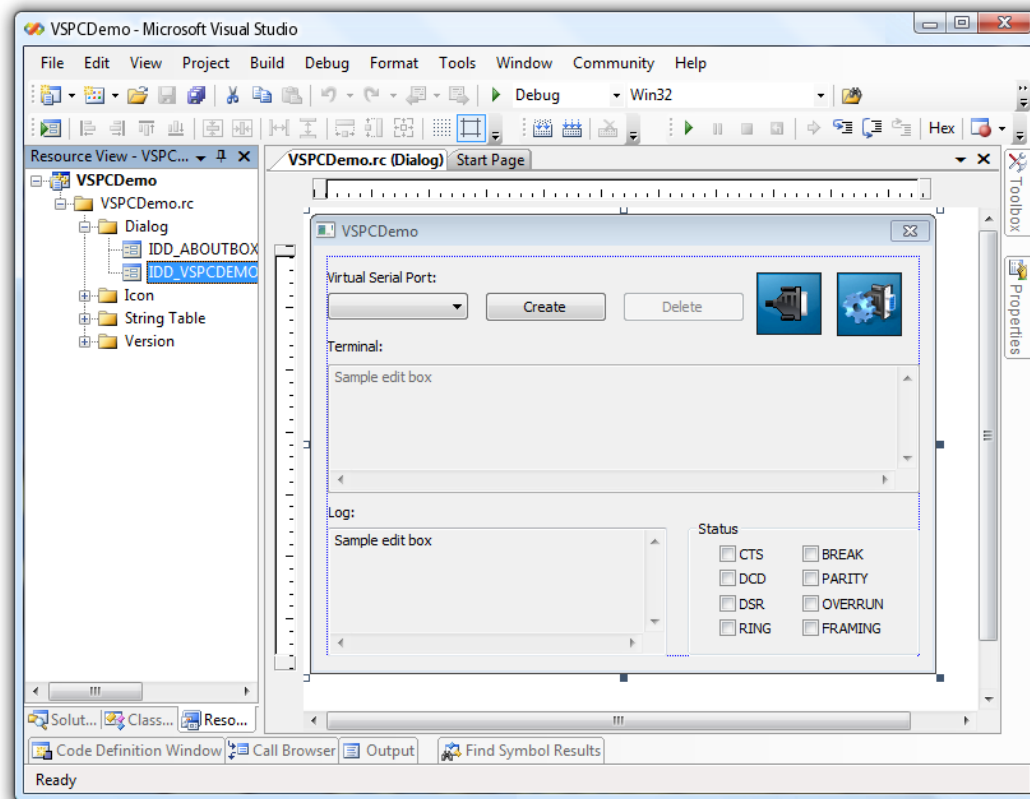 VSPCDemo - Microsoft Visual Studio
File Edit View Project Build Debug Format Tools Window Community Help
Debug Win32
Hex
Resource View - VSPC...
VSPCDemo.rc (Dialog) Start Page
Toolbox
Properties
VSPCDemo
VSPCDemo.rc
Dialog
IDD_ABOUTBOX
IDD_VSPCDEMO
Icon
String Table
Version
VSPCDemo
Virtual Serial Port:
Create Delete
Terminal:
Sample edit box
Log:
Sample edit box
Status
CTS BREAK
DCD PARITY
DSR OVERRUN
RING FRAMING
Solut... Class... Reso...
Code Definition Window Call Browser Output Find Symbol Results
Ready